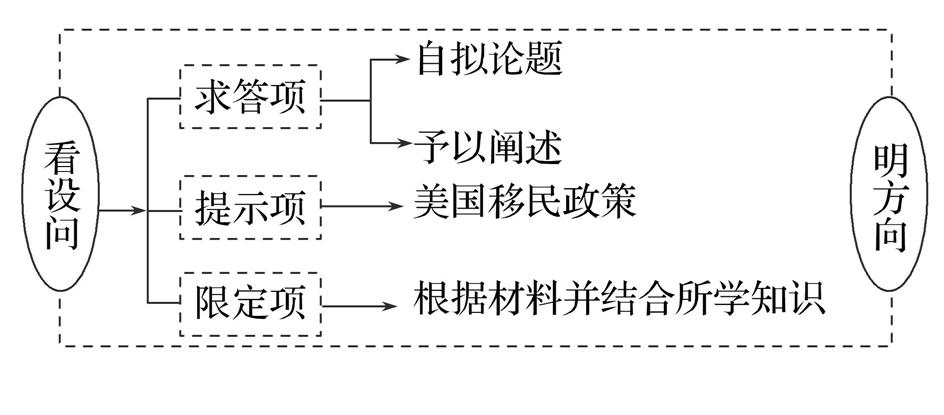 看设问
求答项
自拟论题
予以阐述
提示项
美国移民政策
限定项
根据材料并结合所学知识
明方向